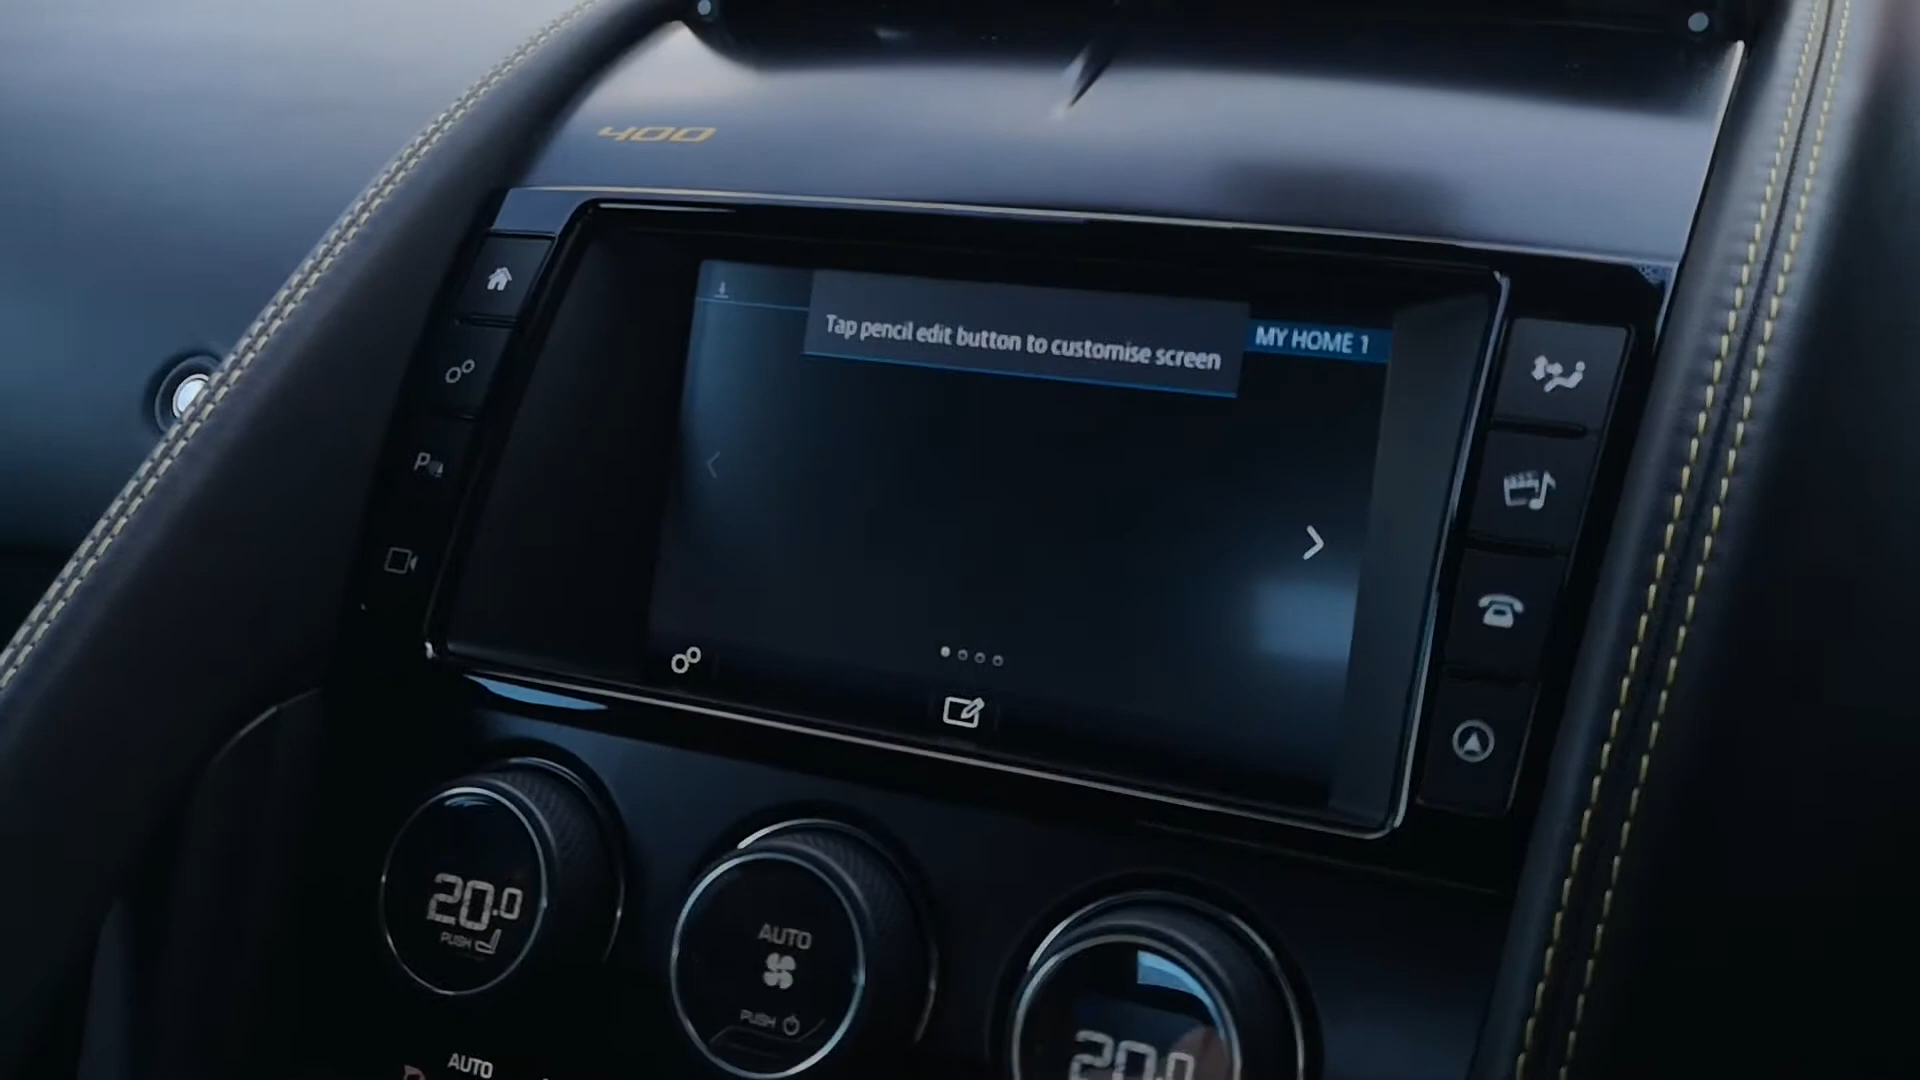 400
Tap pencil edit button to customise screen
MY HOME 1
P
20.0
PUSH
AUTO
PUSH
20.0
AUTO